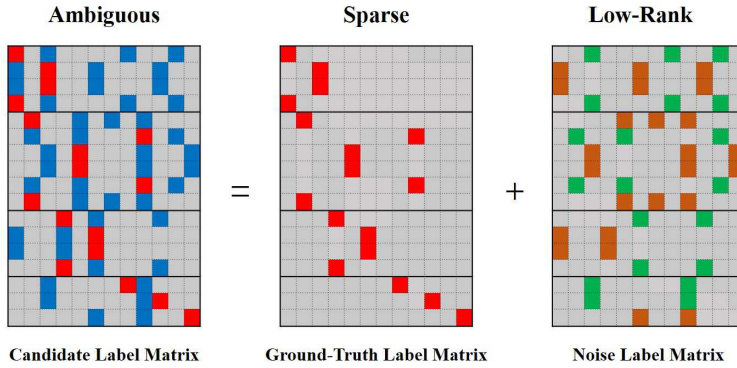 Ambiguous
Sparse
Low-Rank
=
+
Candidate Label Matrix
Ground-Truth Label Matrix
Noise Label Matrix